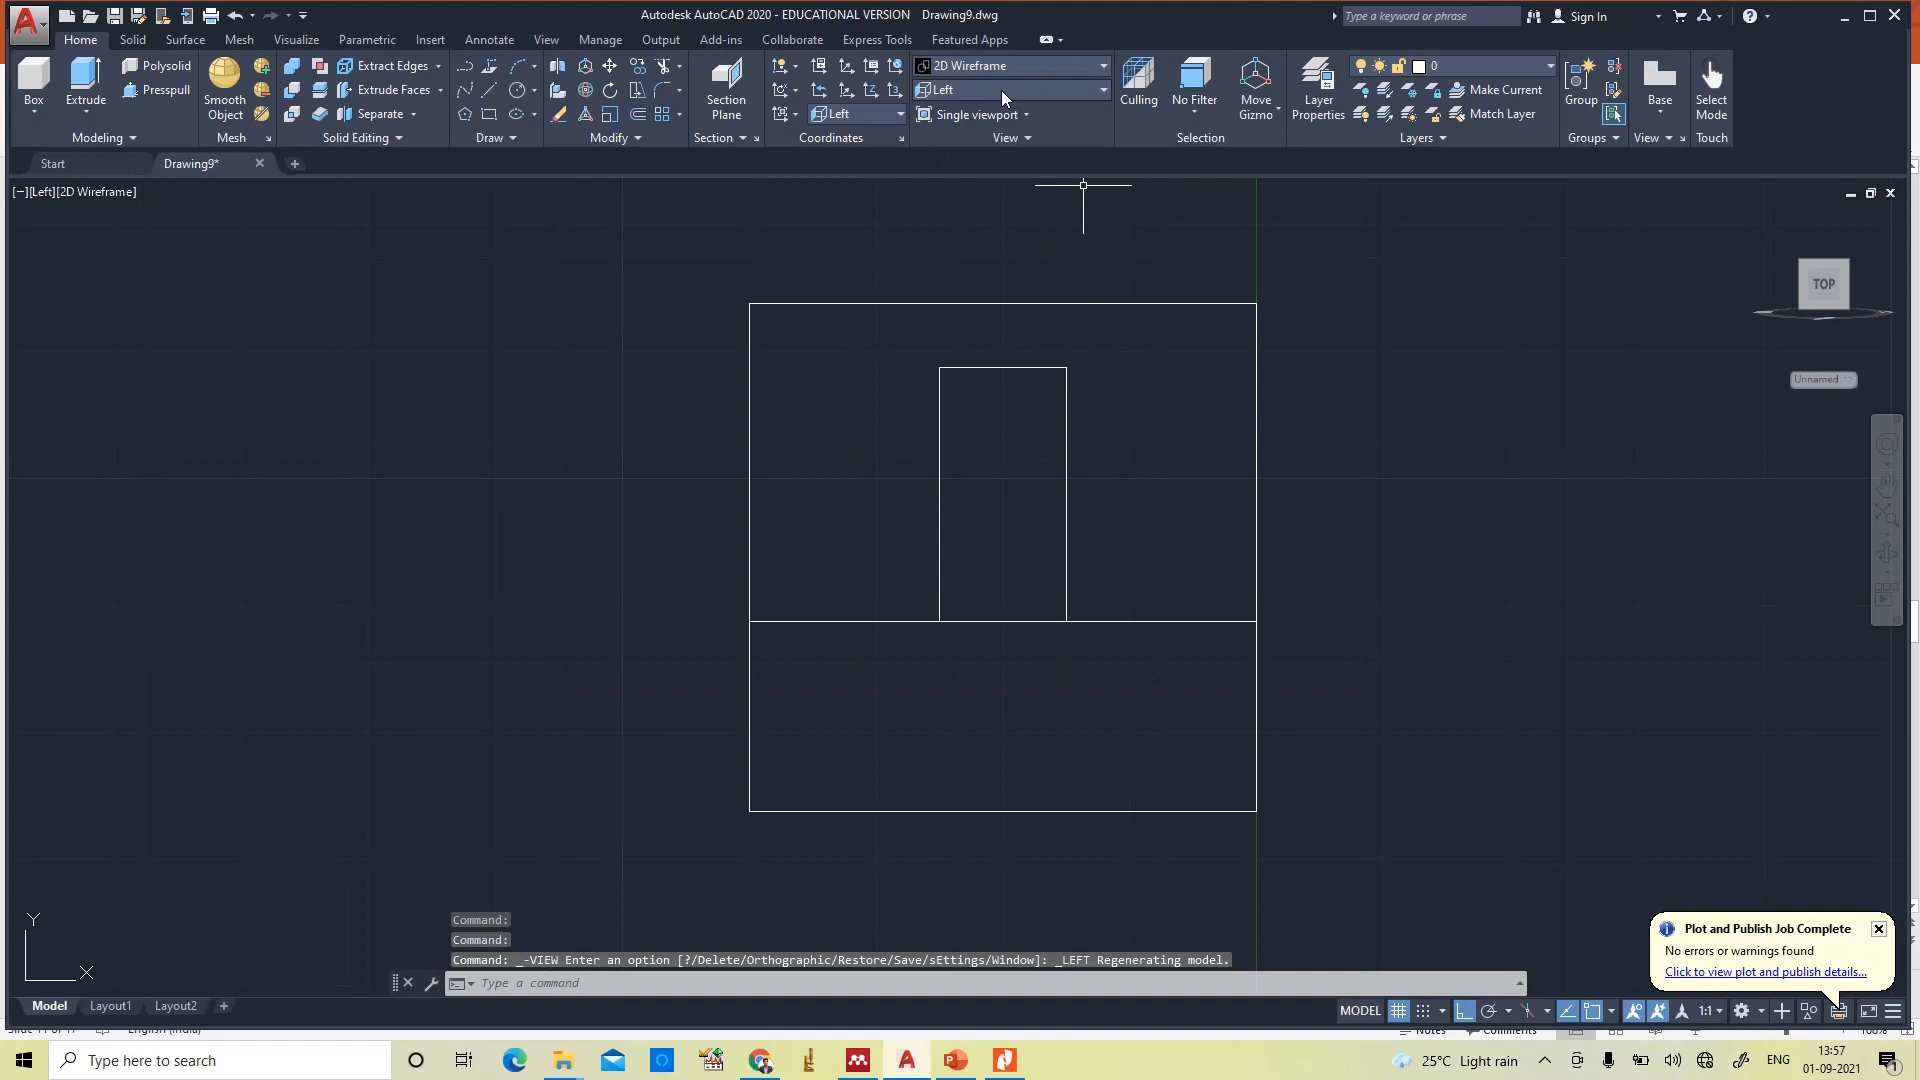 Autodesk AutoCAD 2020 - EDUCATIONAL VERSION Drawing9.dwg
Type a keyword or phrase
Sign In
Home Solid Surface Mesh Visualize Parametric Insert Annotate View Manage Output Add-ins Collaborate Express Tools Featured Apps
Box
Extrude
Polysolid
Presspull
Modeling
Smooth
Object
Mesh
Extract Edges
Extrude Faces
Separate
Solid Editing
Draw
Modify
Section
Plane
Section
Left
Coordinates
2D Wireframe
Left
Single viewport
View
Culling
No Filter
Move
Gizmo
Selection
Layer
Properties
0
Make Current
Match Layer
Layers
Group
Groups
Base
View
Select
Mode
Touch
Start
Drawing9*
[−][Left][2D Wireframe]
TOP
Unnamed
Y
X
Command:
Command:
Command: _-VIEW Enter an option [?/Delete/Orthographic/Restore/Save/sEttings/Window]: _LEFT Regenerating model.
Type a command
Plot and Publish Job Complete
No errors or warnings found
Click to view plot and publish details...
Model Layout1 Layout2
MODEL
1:1
Type here to search
25°C Light rain
ENG
13:57
01-09-2021
1